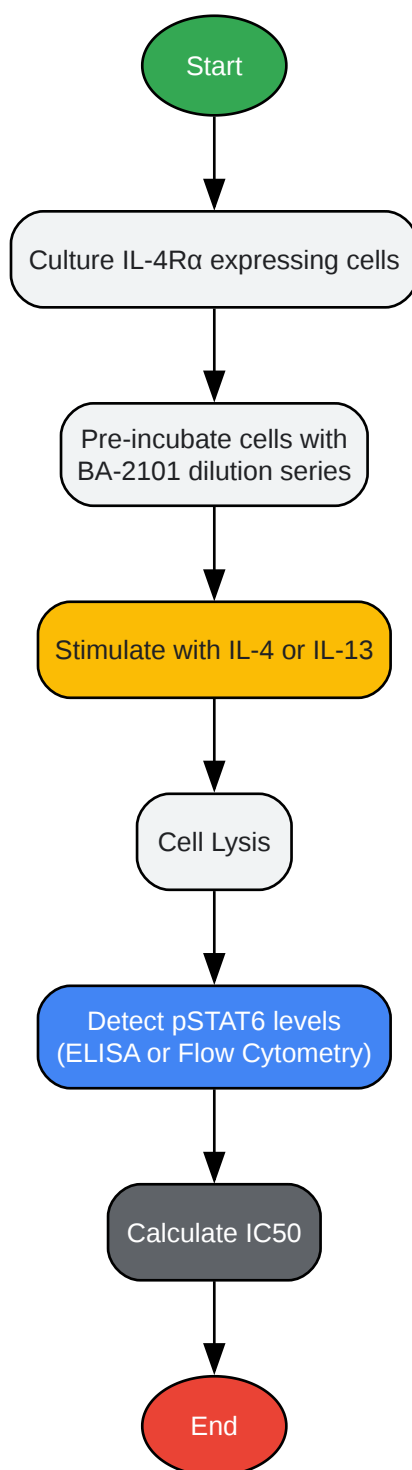 Start
Culture IL-4Rα expressing cells
Pre-incubate cells with
BA-2101 dilution series
Stimulate with IL-4 or IL-13
Cell Lysis
Detect pSTAT6 levels
(ELISA or Flow Cytometry)
Calculate IC50
End